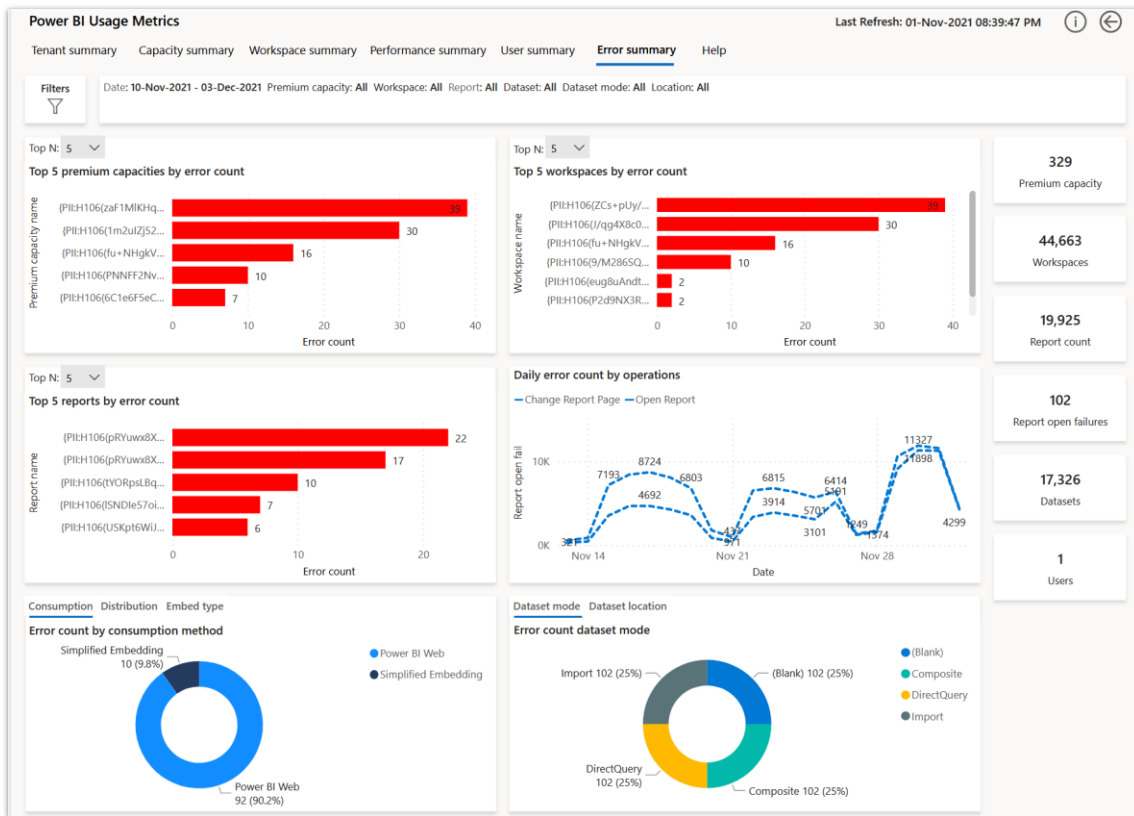 Power BI Usage Metrics
Last Refresh: 01-Nov-2021 08:39:47 PM
Tenant summary Capacity summary Workspace summary Performance summary User summary Error summary Help
Filters
Date: 10-Nov-2021 - 03-Dec-2021 Premium capacity: All Workspace: All Report: All Dataset: All Dataset mode: All Location: All
Top N: 5
Top 5 premium capacities by error count
Premium capacity name
{PII:H106(zaF1MlKHq... 39
{PII:H106(1m2uIZj52... 30
{PII:H106(fu+NHgkV... 16
{PII:H106(PNNFF2Nv... 10
{PII:H106(6C1e6F5eC... 7
0 10 20 30 40
Error count
Top N: 5
Top 5 workspaces by error count
Workspace name
{PII:H106(ZCs+pUy/... 39
{PII:H106(J/qg4X8c0... 30
{PII:H106(fu+NHgkV... 16
{PII:H106(9/M286SQ... 10
{PII:H106(eug8uAndt... 2
{PII:H106(P2d9NX3R... 2
0 10 20 30 40
Error count
329
Premium capacity
44,663
Workspaces
19,925
Report count
102
Report open failures
17,326
Datasets
1
Users
Top N: 5
Top 5 reports by error count
Report name
{PII:H106(pRYuwx8X... 22
{PII:H106(pRYuwx8X... 17
{PII:H106(tYORpsLBq... 10
{PII:H106(ISNDIe57oi... 7
{PII:H106(USKpt6WiJ... 6
0 10 20
Error count
Daily error count by operations
Change Report Page Open Report
Report open fail
10K
0K
321
7193 8724 6803
4692
571
6815 6414
3914 5701 5191
3101
1249 1374
11327
11898
4299
Nov 14 Nov 21 Nov 28
Date
Consumption Distribution Embed type
Error count by consumption method
Simplified Embedding
10 (9.8%)
Power BI Web
92 (90.2%)
Power BI Web
Simplified Embedding
Dataset mode Dataset location
Error count dataset mode
Import 102 (25%)
(Blank) 102 (25%)
DirectQuery
102 (25%)
Composite 102 (25%)
(Blank)
Composite
DirectQuery
Import